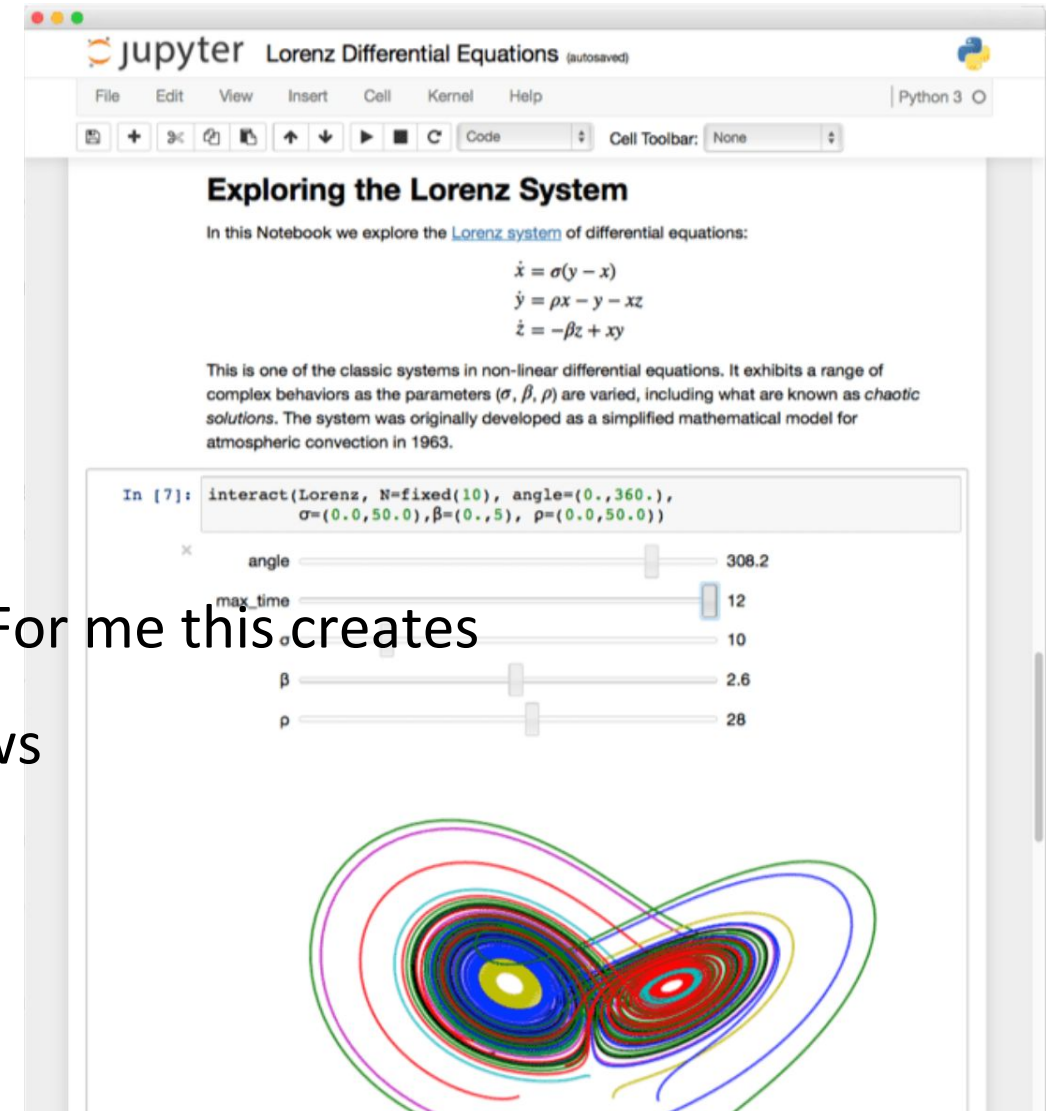 jupyter Lorenz Differential Equations (autosaved)
File Edit View Insert Cell Kernel Help Python 3
Code Cell Toolbar: None
Exploring the Lorenz System
In this Notebook we explore the Lorenz system of differential equations:
ẋ = σ(y − x)
ẏ = ρx − y − xz
ż = −βz + xy
This is one of the classic systems in non-linear differential equations. It exhibits a range of
complex behaviors as the parameters (σ, β, ρ) are varied, including what are known as chaotic
solutions. The system was originally developed as a simplified mathematical model for
atmospheric convection in 1963.
In [7]: interact(Lorenz, N=fixed(10), angle=(0.,360.),
σ=(0.0,50.0),β=(0.,5), ρ=(0.0,50.0))
angle 308.2
max_time 12
For me this creates
σ 10
β 2.6
ρ 28